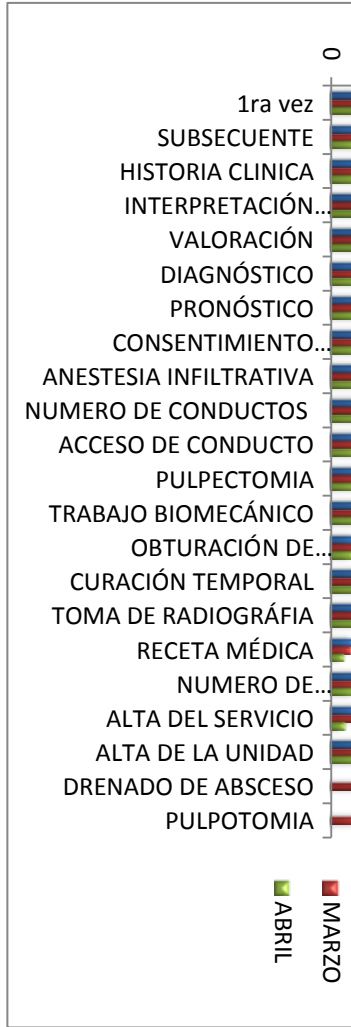 0
1ra vez
SUBSECUENTE
HISTORIA CLINICA
INTERPRETACIÓN...
VALORACIÓN
DIAGNÓSTICO
PRONÓSTICO
CONSENTIMIENTO...
ANESTESIA INFILTRATIVA
NUMERO DE CONDUCTOS
ACCESO DE CONDUCTO
PULPECTOMIA
TRABAJO BIOMECÁNICO
OBTURACIÓN DE...
CURACIÓN TEMPORAL
TOMA DE RADIOGRÁFIA
RECETA MÉDICA
NUMERO DE...
ALTA DEL SERVICIO
ALTA DE LA UNIDAD
DRENADO DE ABSCESO
PULPOTOMIA
MARZO
ABRIL